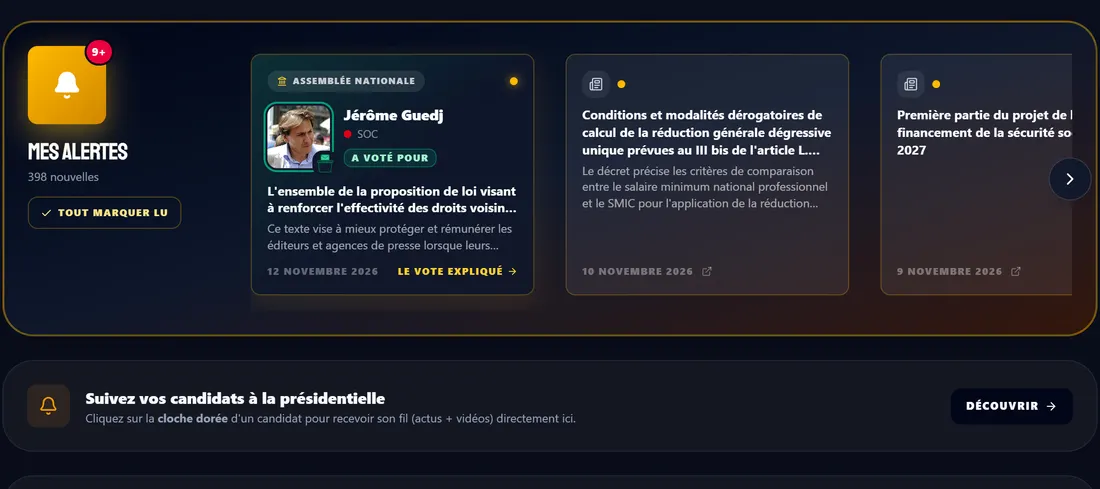 9+
MES ALERTES
398 nouvelles
TOUT MARQUER LU
ASSEMBLÉE NATIONALE
Jérôme Guedj
SOC
A VOTÉ POUR
L'ensemble de la proposition de loi visant
à renforcer l'effectivité des droits voisin...
Ce texte vise à mieux protéger et rémunérer les
éditeurs et agences de presse lorsque leurs...
12 NOVEMBRE 2026
LE VOTE EXPLIQUÉ →
Conditions et modalités dérogatoires de
calcul de la réduction générale dégressive
unique prévues au III bis de l'article L....
Le décret précise les critères de comparaison
entre le salaire minimum national professionnel
et le SMIC pour l'application de la réduction...
10 NOVEMBRE 2026
Première partie du projet de
financement de la sécurité so
2027
9 NOVEMBRE 2026
Suivez vos candidats à la présidentielle
Cliquez sur la cloche dorée d'un candidat pour recevoir son fil (actus + vidéos) directement ici.
DÉCOUVRIR →